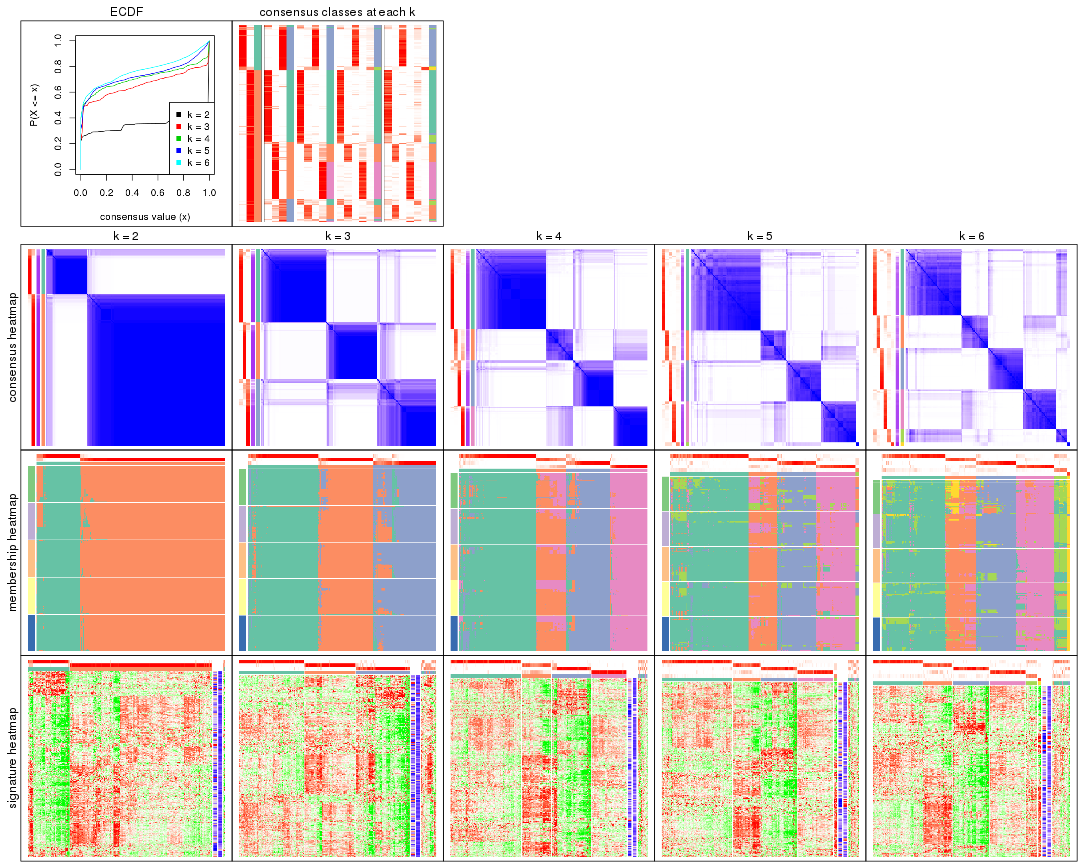 ECDF
consensus classes at each k
P(X <= x)
0.0 0.2 0.4 0.6 0.8 1.0
k = 2
k = 3
k = 4
k = 5
k = 6
0.0 0.2 0.4 0.6 0.8 1.0
consensus value (x)
k = 2 k = 3 k = 4 k = 5 k = 6
consensus heatmap
membership heatmap
signature heatmap